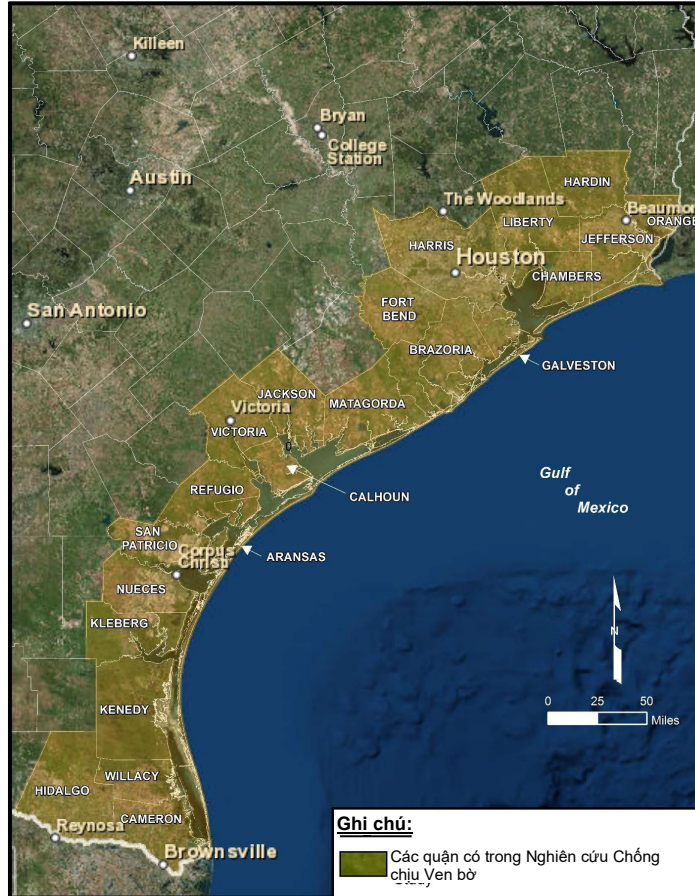 Killeen
Bryan
College
Station
Austin
HARDIN
The Woodlands
Beaumon
LIBERTY
ORANGE
HARRIS
JEFFERSON
Houston
CHAMBERS
San Antonio
FORT
BEND
BRAZORIA
GALVESTON
JACKSON
MATAGORDA
Victoria
VICTORIA
0
Gulf
of
Mexico
REFUGIO
CALHOUN
SAN
PATRICIO
Corpus
Christi
ARANSAS
NUECES
KLEBERG
N
KENEDY
0 25 50
Miles
WILLACY
HIDALGO
CAMERON
Reynosa
Brownsville
Ghi chú:
Các quận có trong Nghiên cứu Chống
chịu Ven bờ